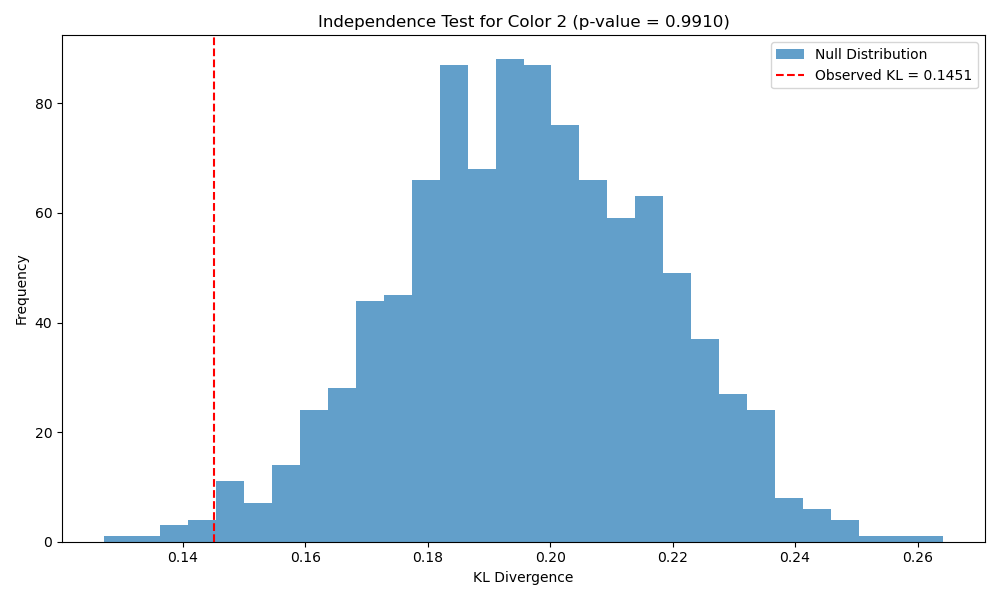 Independence Test for Color 2 (p-value = 0.9910)
Null Distribution
Observed KL = 0.1451
Frequency
80
60
40
20
0
0.14 0.16 0.18 0.20 0.22 0.24 0.26
KL Divergence